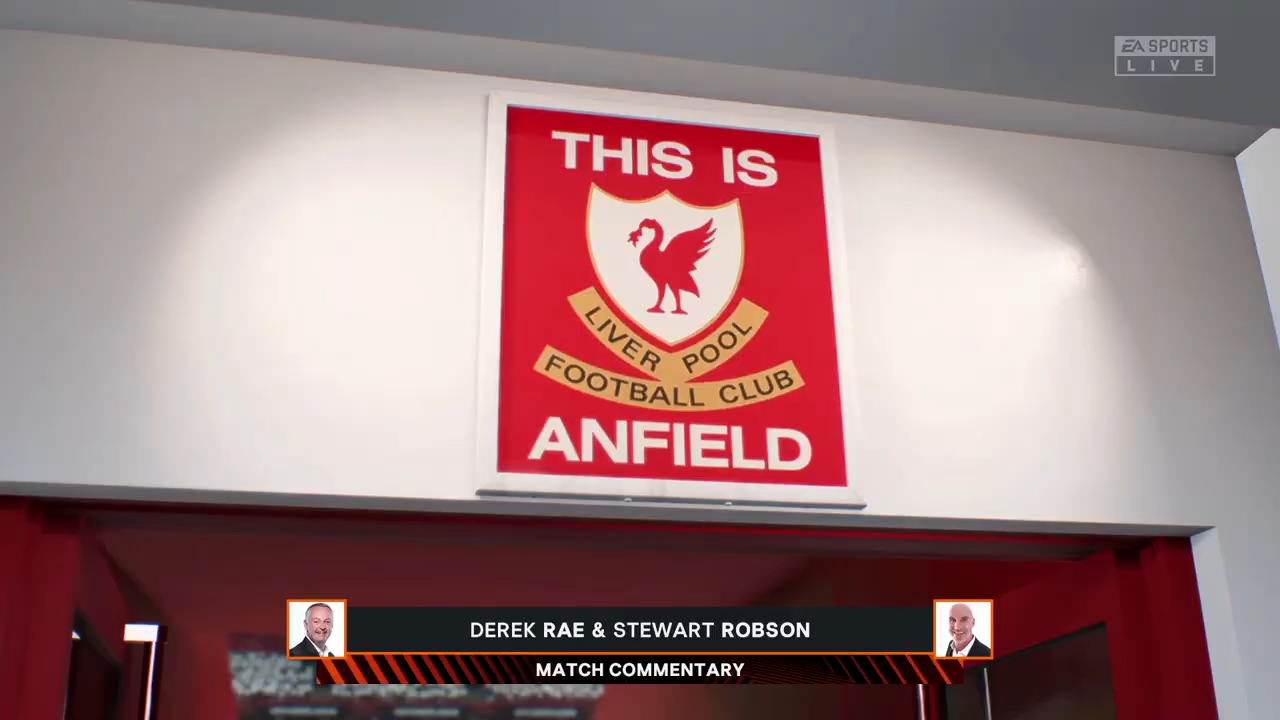 EA SPORTS
LIVE
THIS IS
LIVER POOL
FOOTBALL CLUB
ANFIELD
DEREK RAE & STEWART ROBSON
MATCH COMMENTARY